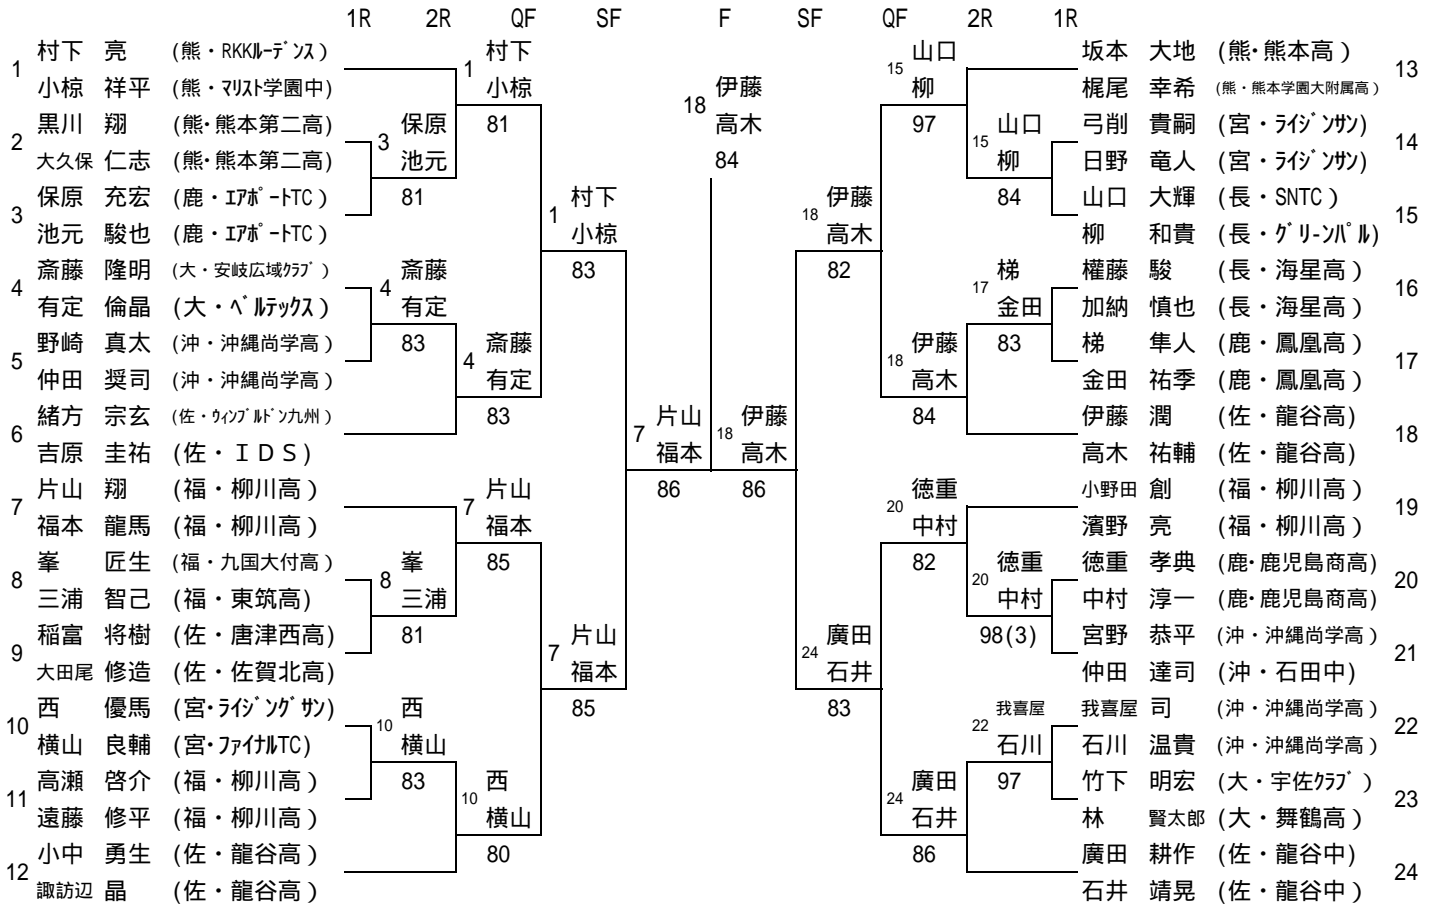 1R 2R QF SF F SF QF 2R 1R
1 村下 亮 (熊・RKKルーデンス)
小椋 祥平 (熊・マリスト学園中)
2 黒川 翔 (熊・熊本第二高)
大久保 仁志 (熊・熊本第二高)
3 保原 充宏 (鹿・エアポートTC)
池元 駿也 (鹿・エアポートTC)
4 斎藤 隆明 (大・安岐広域クラブ)
有定 倫晶 (大・ベルテックス)
5 野崎 真太 (沖・沖縄尚学高)
仲田 奨司 (沖・沖縄尚学高)
6 緒方 宗玄 (佐・ウィンブルドン九州)
吉原 圭祐 (佐・ＩＤＳ)
7 片山 翔 (福・柳川高)
福本 龍馬 (福・柳川高)
8 峯 匠生 (福・九国大付高)
三浦 智己 (福・東筑高)
9 稲富 将樹 (佐・唐津西高)
大田尾 修造 (佐・佐賀北高)
10 西 優馬 (宮・ライジングサン)
横山 良輔 (宮・ファイナルTC)
11 高瀬 啓介 (福・柳川高)
遠藤 修平 (福・柳川高)
12 小中 勇生 (佐・龍谷高)
諏訪辺 晶 (佐・龍谷高)
3 保原
池元
81
4 斎藤
有定
83
8 峯
三浦
81
10 西
横山
83
1 村下
小椋
81
4 斎藤
有定
83
7 片山
福本
85
10 西
横山
80
1 村下
小椋
83
7 片山
福本
85
7 片山
福本
86
18 伊藤
高木
84
18 伊藤
高木
86
18 伊藤
高木
82
24 廣田
石井
83
15 山口
柳
97
18 伊藤
高木
84
20 徳重
中村
82
24 廣田
石井
86
15 山口
柳
84
17 梯
金田
83
20 徳重
中村
98(3)
22 我喜屋
石川
97
坂本 大地 (熊・熊本高) 13
梶尾 幸希 (熊・熊本学園大附属高)
弓削 貴嗣 (宮・ライジンサン) 14
日野 竜人 (宮・ライジンサン)
山口 大輝 (長・SNTC) 15
柳 和貴 (長・グリーンパル)
權藤 駿 (長・海星高) 16
加納 慎也 (長・海星高)
梯 隼人 (鹿・鳳凰高) 17
金田 祐季 (鹿・鳳凰高)
伊藤 潤 (佐・龍谷高) 18
高木 祐輔 (佐・龍谷高)
小野田 創 (福・柳川高) 19
濱野 亮 (福・柳川高)
徳重 孝典 (鹿・鹿児島商高) 20
中村 淳一 (鹿・鹿児島商高)
宮野 恭平 (沖・沖縄尚学高) 21
仲田 達司 (沖・石田中)
我喜屋 司 (沖・沖縄尚学高) 22
石川 温貴 (沖・沖縄尚学高)
竹下 明宏 (大・宇佐クラブ) 23
林 賢太郎 (大・舞鶴高)
廣田 耕作 (佐・龍谷中) 24
石井 靖晃 (佐・龍谷中)